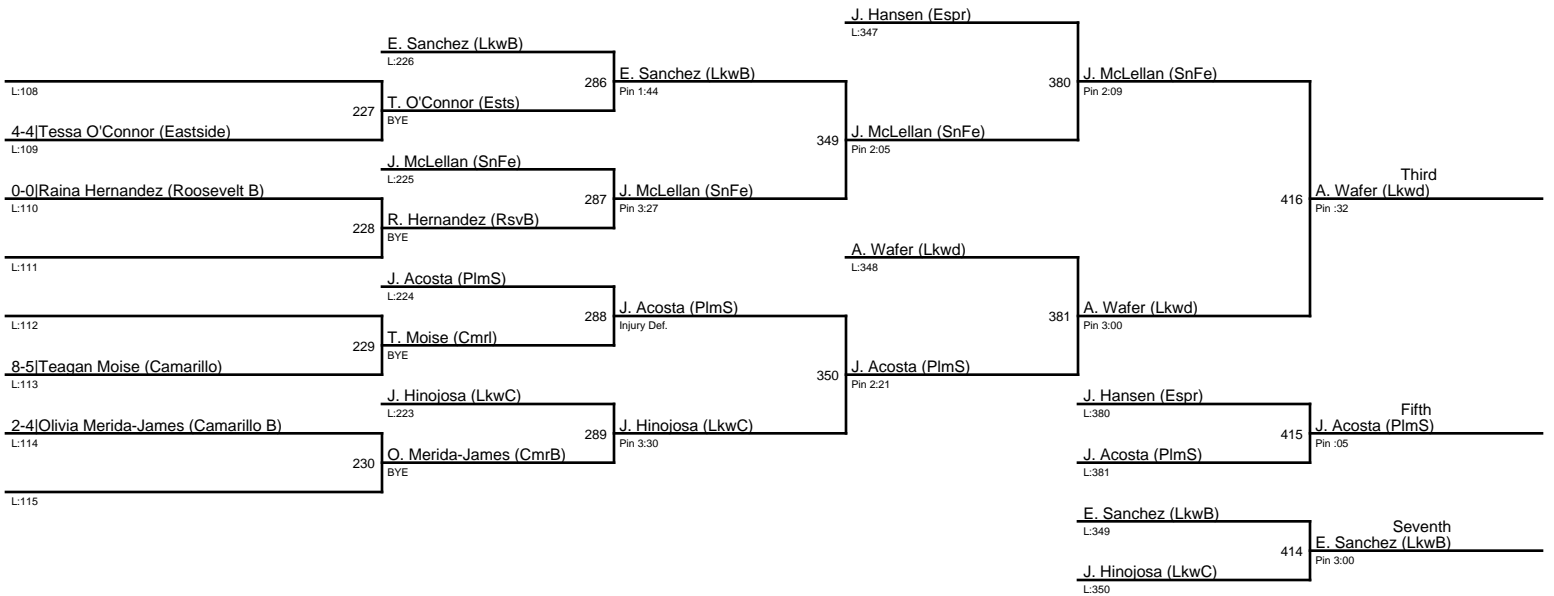 L:108
227
4-4|Tessa O'Connor (Eastside)
L:109
0-0|Raina Hernandez (Roosevelt B)
L:110
228
L:111
L:112
229
8-5|Teagan Moise (Camarillo)
L:113
2-4|Olivia Merida-James (Camarillo B)
L:114
230
L:115
E. Sanchez (LkwB)
L:226
286
T. O'Connor (Ests)
BYE
J. McLellan (SnFe)
L:225
287
R. Hernandez (RsvB)
BYE
J. Acosta (PlmS)
L:224
288
T. Moise (Cmrl)
BYE
J. Hinojosa (LkwC)
L:223
289
O. Merida-James (CmrB)
BYE
E. Sanchez (LkwB)
Pin 1:44
349
J. McLellan (SnFe)
Pin 3:27
J. Acosta (PlmS)
Injury Def.
350
J. Hinojosa (LkwC)
Pin 3:30
J. Hansen (Espr)
L:347
380
J. McLellan (SnFe)
Pin 2:05
A. Wafer (Lkwd)
L:348
381
J. Acosta (PlmS)
Pin 2:21
J. McLellan (SnFe)
Pin 2:09
416
A. Wafer (Lkwd)
Pin 3:00
Third
A. Wafer (Lkwd)
Pin :32
J. Hansen (Espr)
L:380
415
J. Acosta (PlmS)
L:381
Fifth
J. Acosta (PlmS)
Pin :05
E. Sanchez (LkwB)
L:349
414
J. Hinojosa (LkwC)
L:350
Seventh
E. Sanchez (LkwB)
Pin 3:00